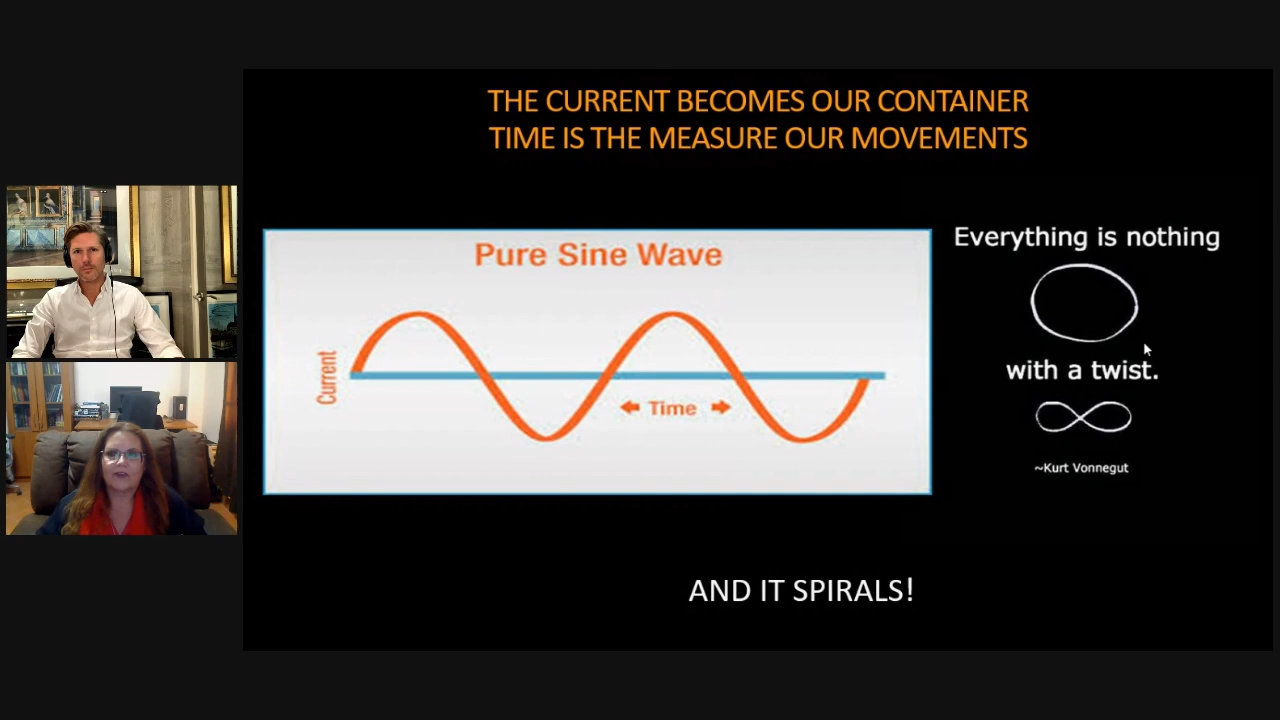 THE CURRENT BECOMES OUR CONTAINER
TIME IS THE MEASURE OUR MOVEMENTS
Pure Sine Wave
Current
Time
Everything is nothing
with a twist.
~Kurt Vonnegut
AND IT SPIRALS!